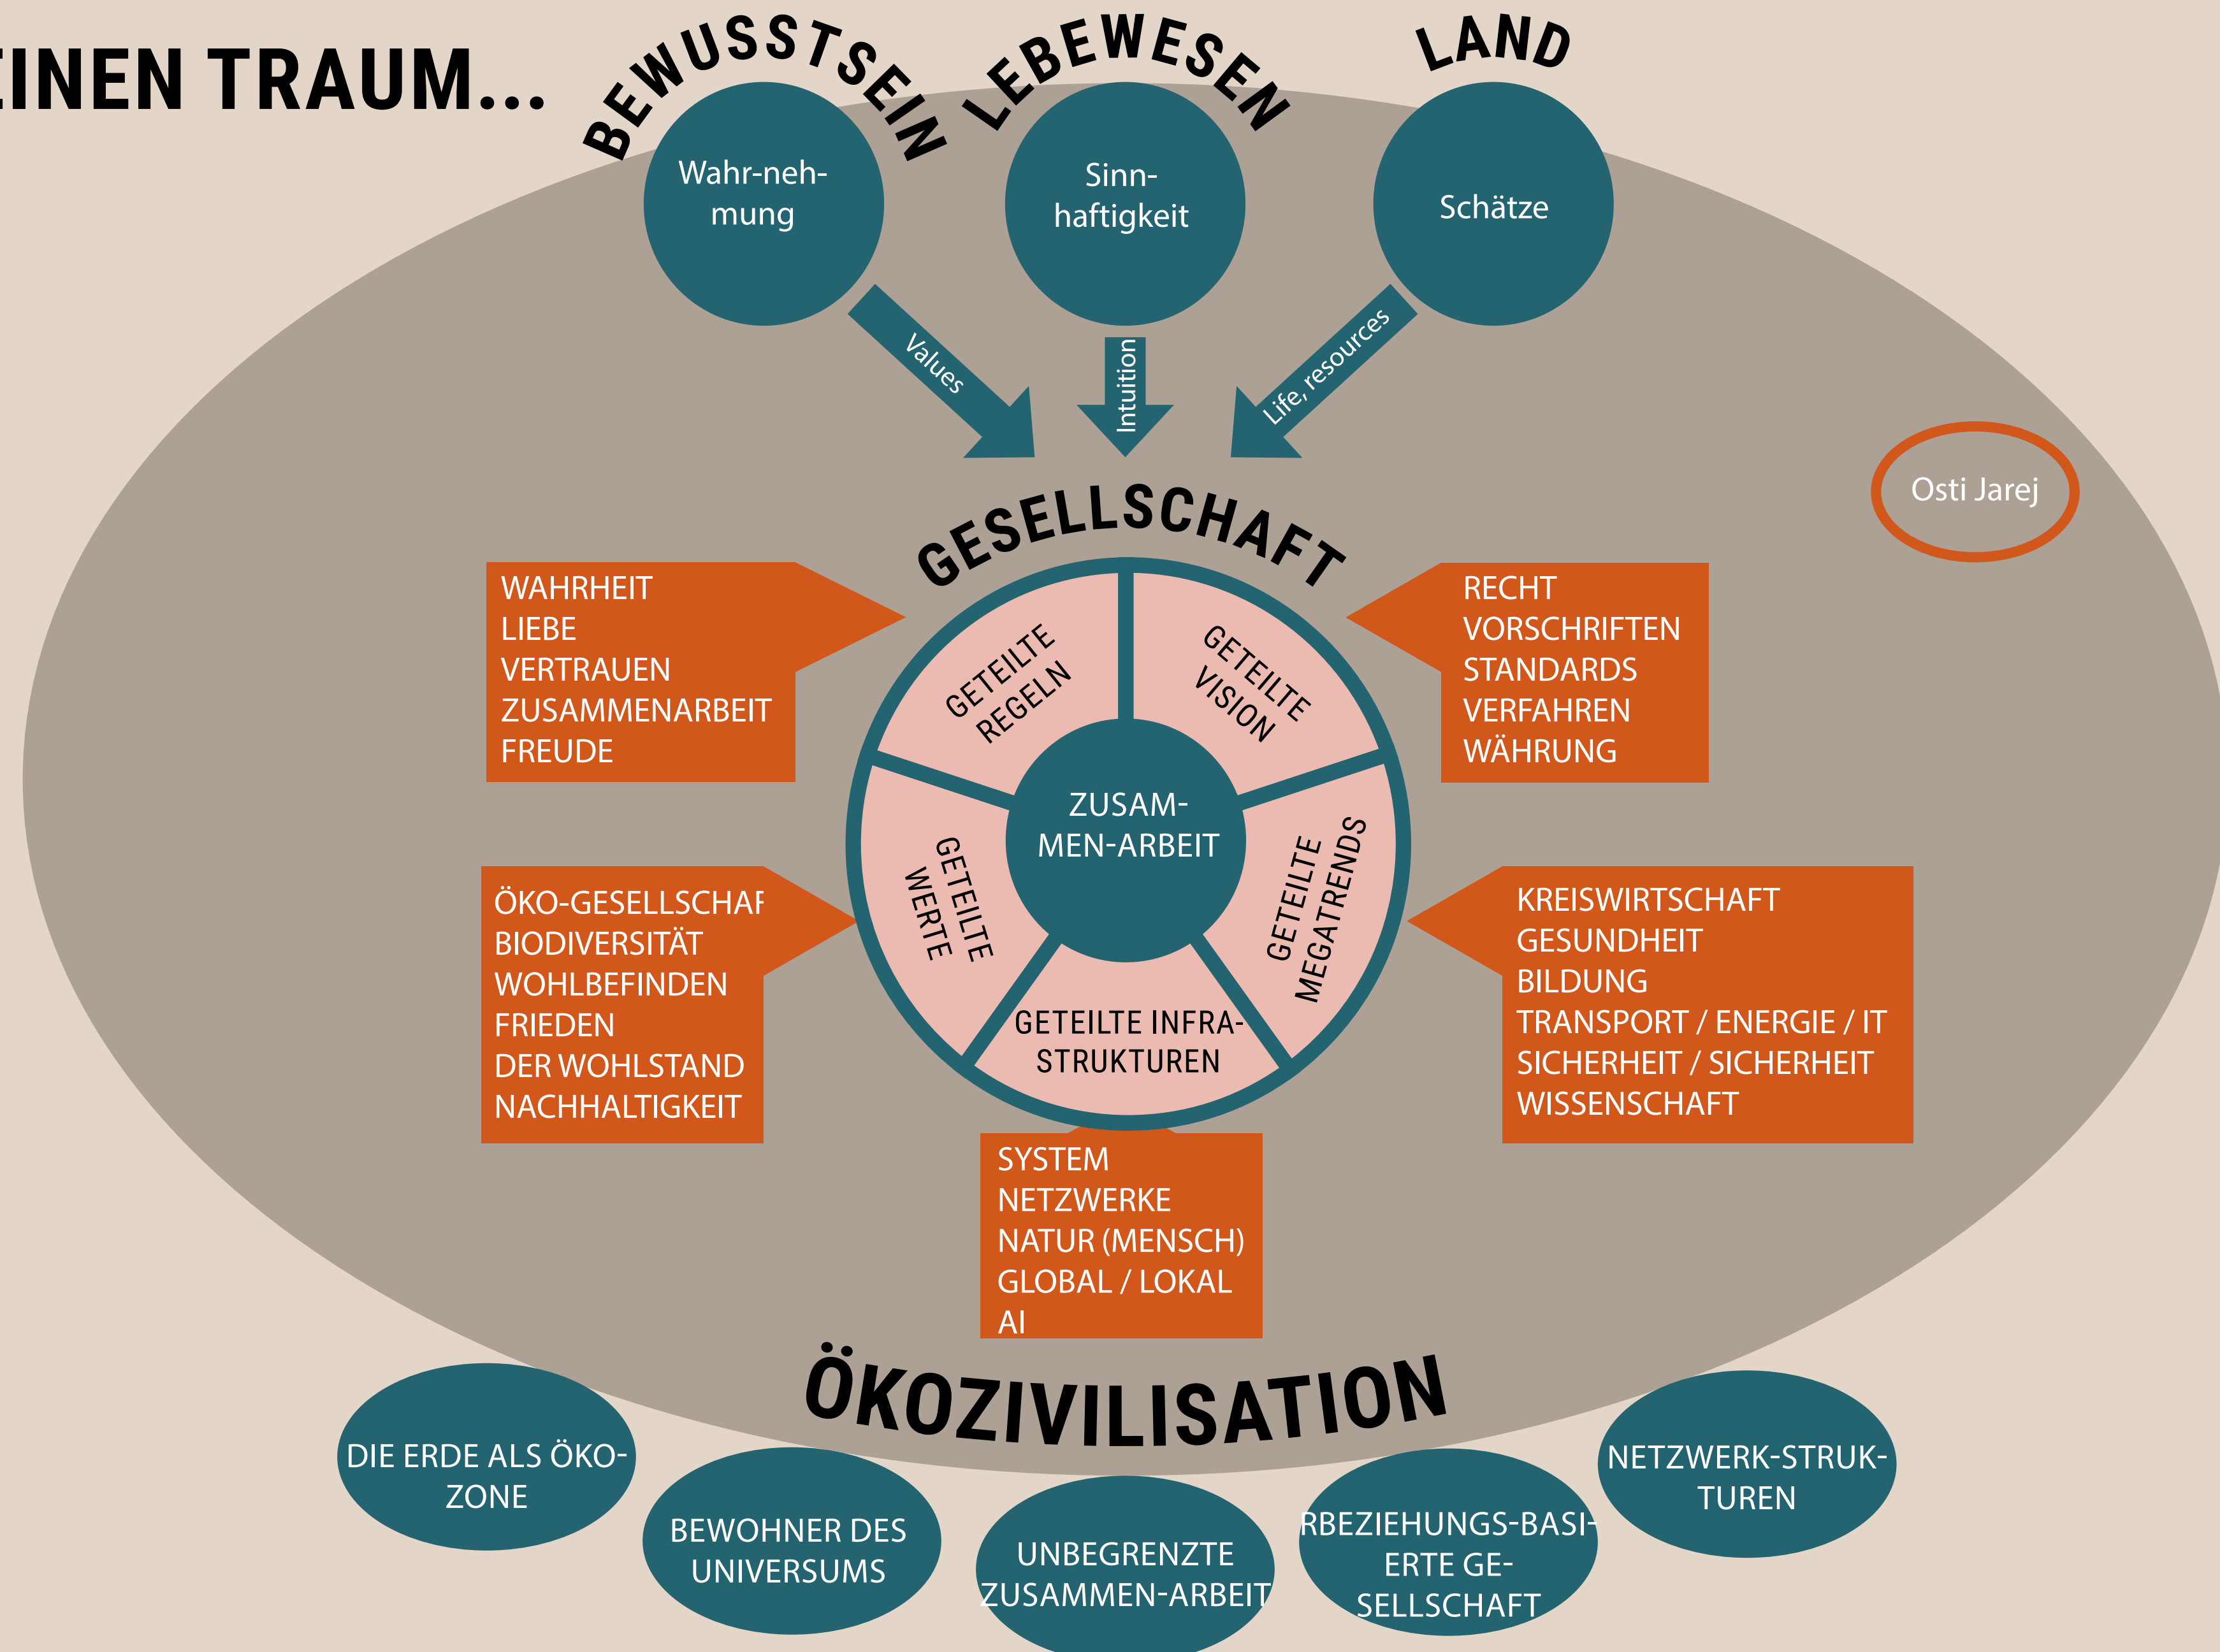 EINEN TRAUM...
BEWUSSTSEIN
LEBEWESEN
LAND
Wahr-neh-
mung
Sinn-
haftigkeit
Schätze
Values
Intuition
Life, resources
Osti Jarej
GESELLSCHAFT
WAHRHEIT
LIEBE
VERTRAUEN
ZUSAMMENARBEIT
FREUDE
RECHT
VORSCHRIFTEN
STANDARDS
VERFAHREN
WÄHRUNG
GETEILTE
REGELN
GETEILTE
VISION
ZUSAM-
MEN-ARBEIT
GETEILTE
WERTE
GETEILTE
MEGATRENDS
GETEILTE INFRA-
STRUKTUREN
ÖKO-GESELLSCHAF
BIODIVERSITÄT
WOHLBEFINDEN
FRIEDEN
DER WOHLSTAND
NACHHALTIGKEIT
KREISWIRTSCHAFT
GESUNDHEIT
BILDUNG
TRANSPORT / ENERGIE / IT
SICHERHEIT / SICHERHEIT
WISSENSCHAFT
SYSTEM
NETZWERKE
NATUR (MENSCH)
GLOBAL / LOKAL
AI
ÖKOZIVILISATION
DIE ERDE ALS ÖKO-
ZONE
BEWOHNER DES
UNIVERSUMS
UNBEGRENZTE
ZUSAMMEN-ARBEIT
RBEZIEHUNGS-BASI-
ERTE GE-
SELLSCHAFT
NETZWERK-STRUK-
TUREN